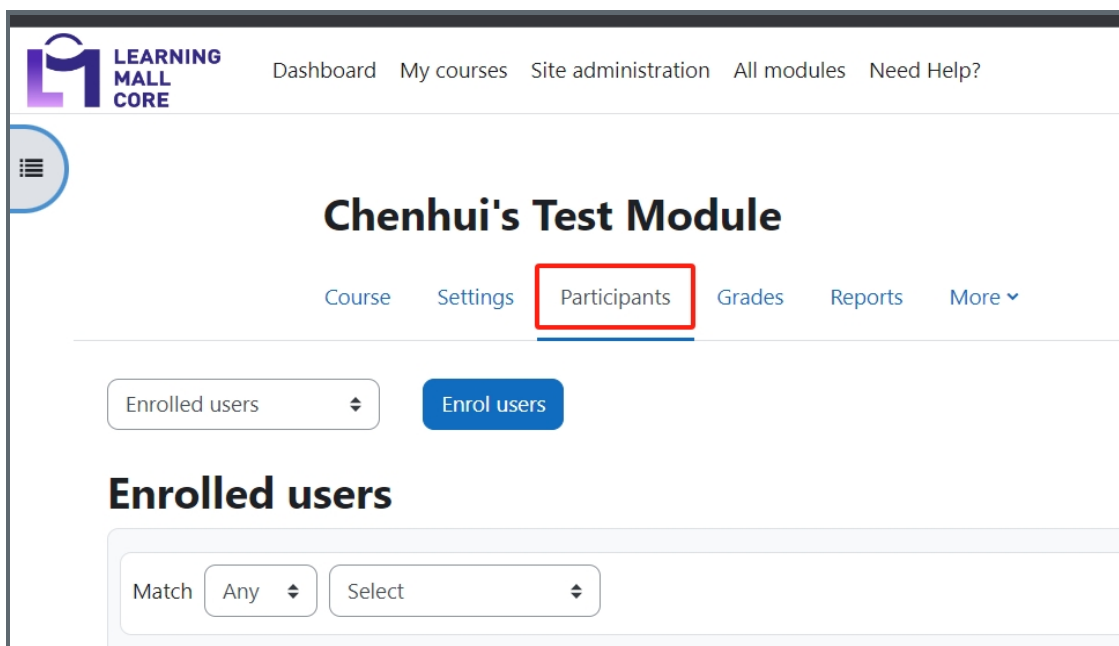 LEARNING
MALL
CORE
Dashboard My courses Site administration All modules Need Help?
Chenhui's Test Module
Course Settings Participants Grades Reports More
Enrolled users Enrol users
Enrolled users
Match Any Select